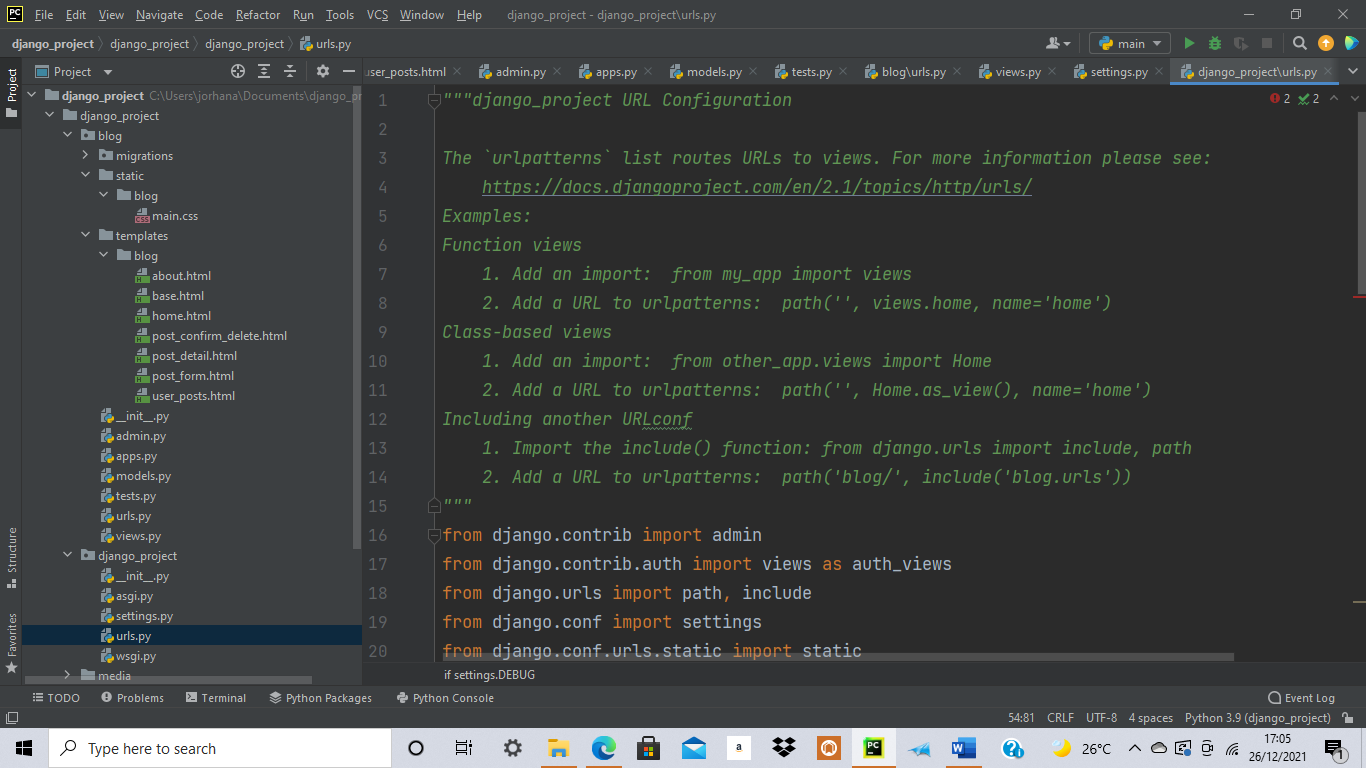 PC File Edit View Navigate Code Refactor Run Tools VCS Window Help django_project - django_project\urls.py
django_project django_project django_project urls.py main
Project user_posts.html admin.py apps.py models.py tests.py blog\urls.py views.py settings.py django_project\urls.py
Project
Structure
Favorites
django_project C:\Users\jorhana\Documents\django_pr
django_project
blog
migrations
static
blog
main.css
templates
blog
about.html
base.html
home.html
post_confirm_delete.html
post_detail.html
post_form.html
user_posts.html
__init__.py
admin.py
apps.py
models.py
tests.py
urls.py
views.py
django_project
__init__.py
asgi.py
settings.py
urls.py
wsgi.py
media
2 2
1 """django_project URL Configuration
2
3 The `urlpatterns` list routes URLs to views. For more information please see:
4 https://docs.djangoproject.com/en/2.1/topics/http/urls/
5 Examples:
6 Function views
7 1. Add an import:  from my_app import views
8 2. Add a URL to urlpatterns:  path('', views.home, name='home')
9 Class-based views
10 1. Add an import:  from other_app.views import Home
11 2. Add a URL to urlpatterns:  path('', Home.as_view(), name='home')
12 Including another URLconf
13 1. Import the include() function: from django.urls import include, path
14 2. Add a URL to urlpatterns:  path('blog/', include('blog.urls'))
15 """
16 from django.contrib import admin
17 from django.contrib.auth import views as auth_views
18 from django.urls import path, include
19 from django.conf import settings
20 from django.conf.urls.static import static
if settings.DEBUG
TODO Problems Terminal Python Packages Python Console Event Log
54:81 CRLF UTF-8 4 spaces Python 3.9 (django_project)
Type here to search a PC W 26°C 17:05
26/12/2021 1